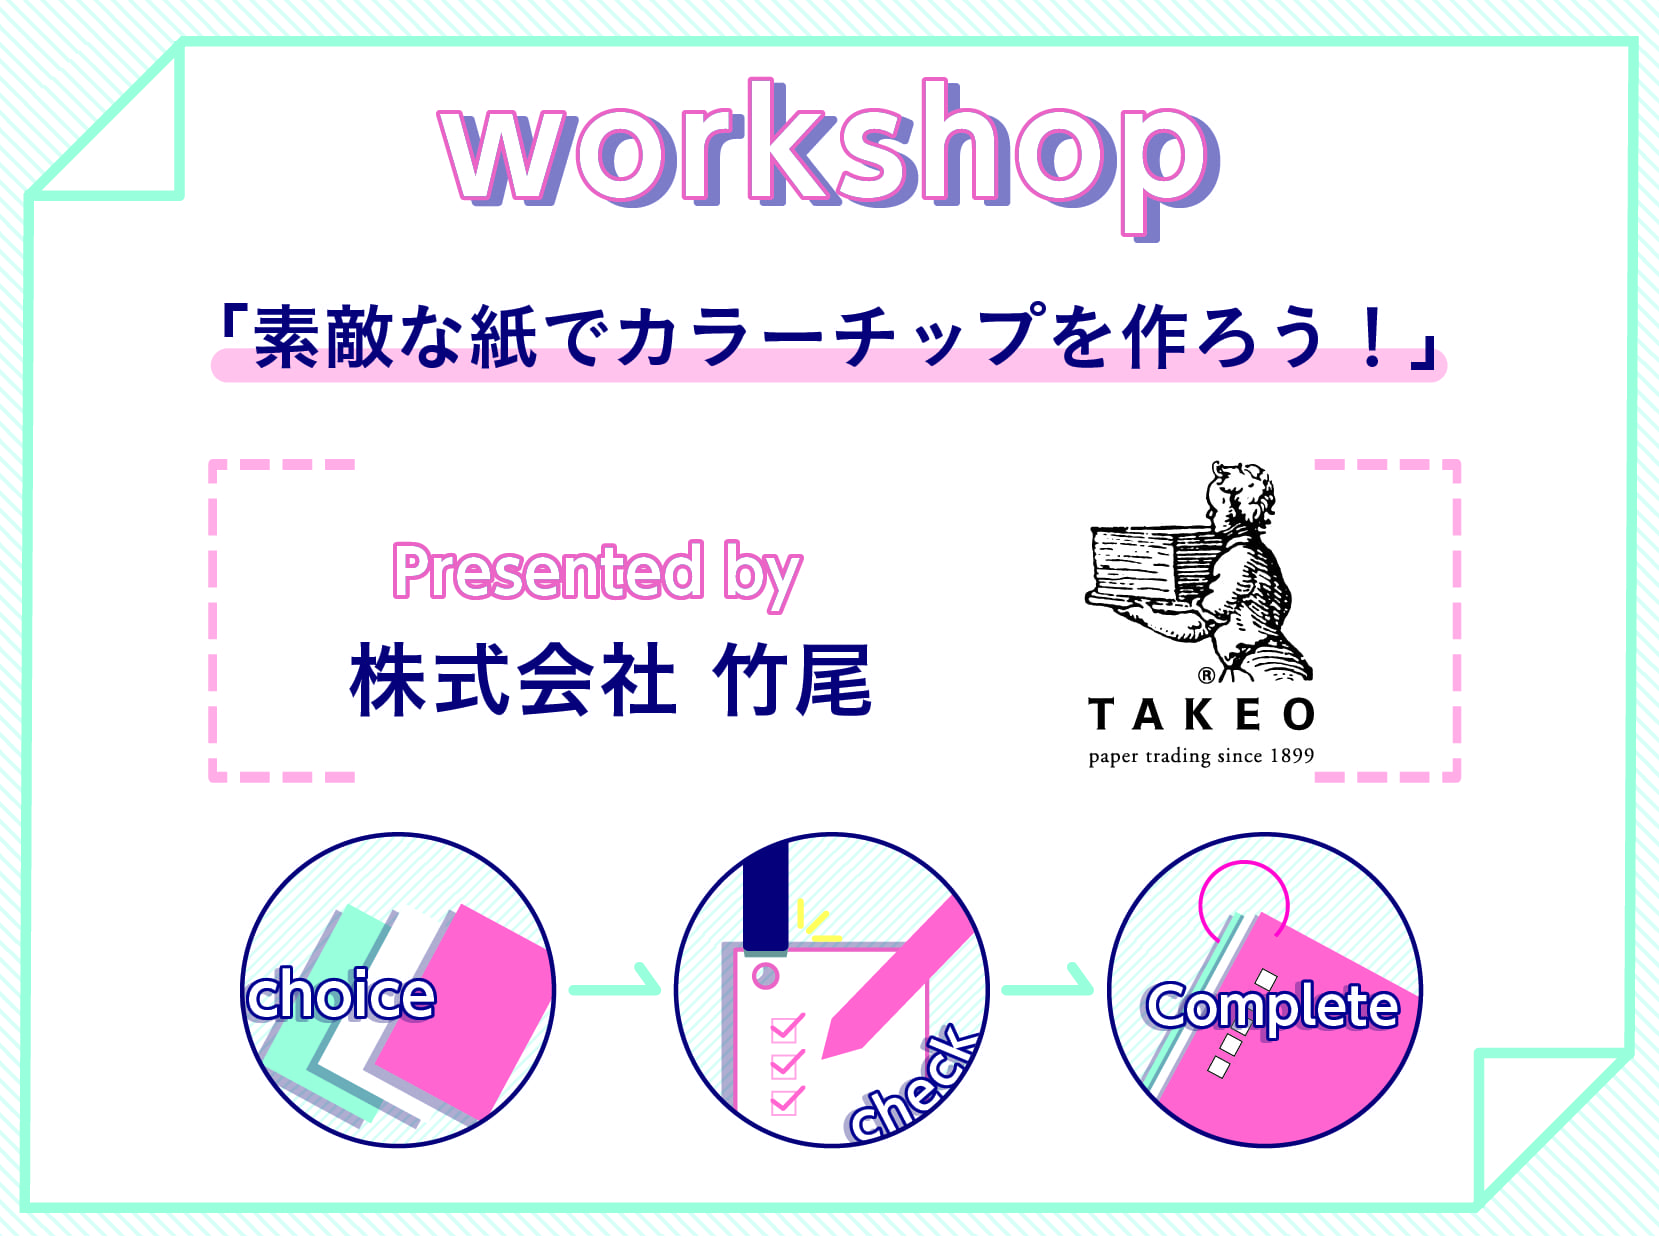 workshop
「素敵な紙でカラーチップを作ろう！」
Presented by
株式会社 竹尾
®
TAKEO
paper trading since 1899
choice
check
Complete